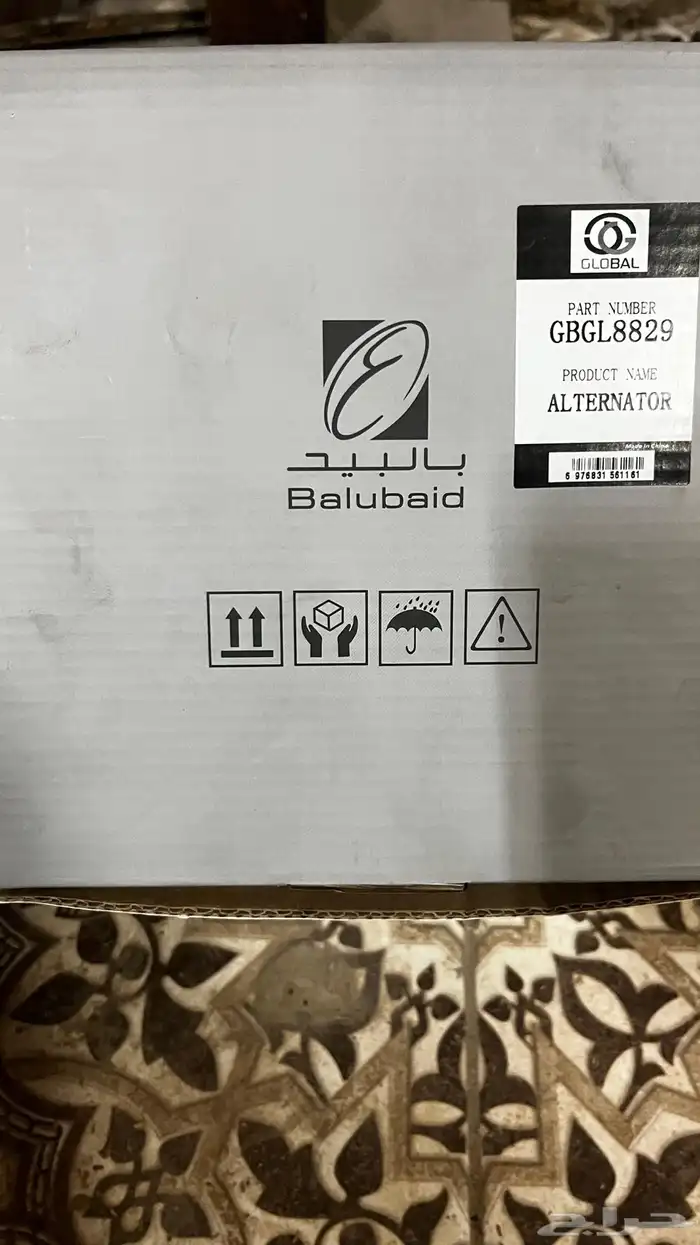 GLOBAL
PART NUMBER
GBGL8829
PRODUCT NAME
ALTERNATOR
Made in China
6 976831 561161
بالبيد
Balubaid
حراج